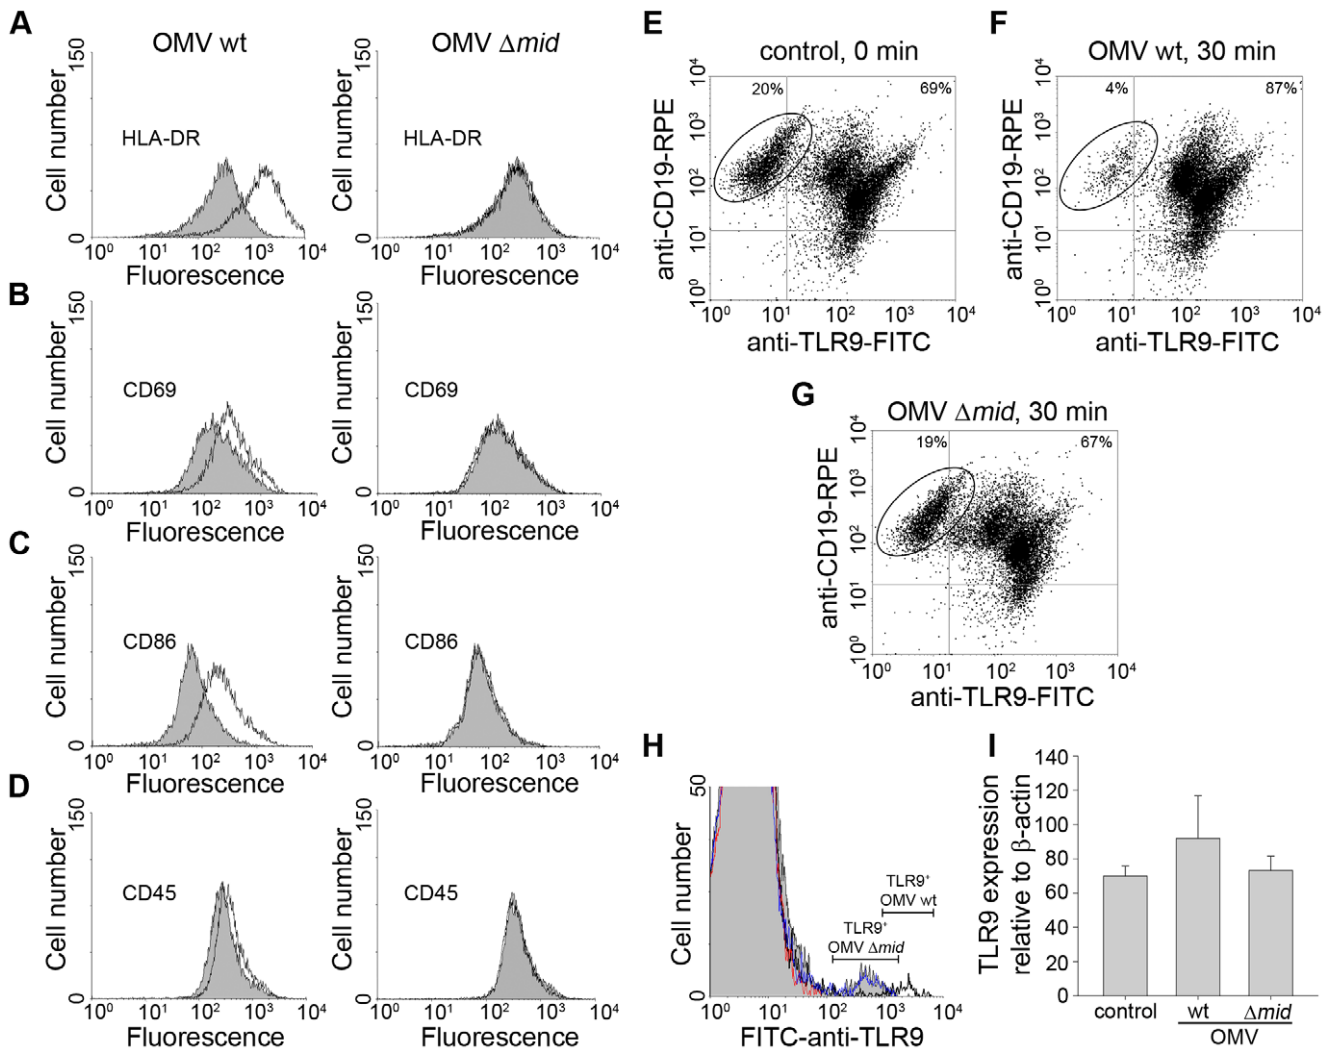 A
OMV wt
OMV Δmid
Cell number
150
0
HLA-DR
10⁰ 10¹ 10² 10³ 10⁴
Fluorescence
Cell number
150
0
HLA-DR
10⁰ 10¹ 10² 10³ 10⁴
Fluorescence
B
Cell number
150
0
CD69
10⁰ 10¹ 10² 10³ 10⁴
Fluorescence
Cell number
150
0
CD69
10⁰ 10¹ 10² 10³ 10⁴
Fluorescence
C
Cell number
150
0
CD86
10⁰ 10¹ 10² 10³ 10⁴
Fluorescence
Cell number
150
0
CD86
10⁰ 10¹ 10² 10³ 10⁴
Fluorescence
D
Cell number
150
0
CD45
10⁰ 10¹ 10² 10³ 10⁴
Fluorescence
Cell number
150
0
CD45
10⁰ 10¹ 10² 10³ 10⁴
Fluorescence
E
control, 0 min
20% 69%
anti-CD19-RPE
10⁰ 10¹ 10² 10³ 10⁴
10⁰ 10¹ 10² 10³ 10⁴
anti-TLR9-FITC
F
OMV wt, 30 min
4% 87%
anti-CD19-RPE
10⁰ 10¹ 10² 10³ 10⁴
10⁰ 10¹ 10² 10³ 10⁴
anti-TLR9-FITC
G
OMV Δmid, 30 min
19% 67%
anti-CD19-RPE
10⁰ 10¹ 10² 10³ 10⁴
10⁰ 10¹ 10² 10³ 10⁴
anti-TLR9-FITC
H
Cell number
50
0
TLR9⁺
OMV wt
TLR9⁺
OMV Δmid
10⁰ 10¹ 10² 10³ 10⁴
FITC-anti-TLR9
I
TLR9 expression
relative to β-actin
140
120
100
80
60
40
20
0
control wt Δmid
OMV